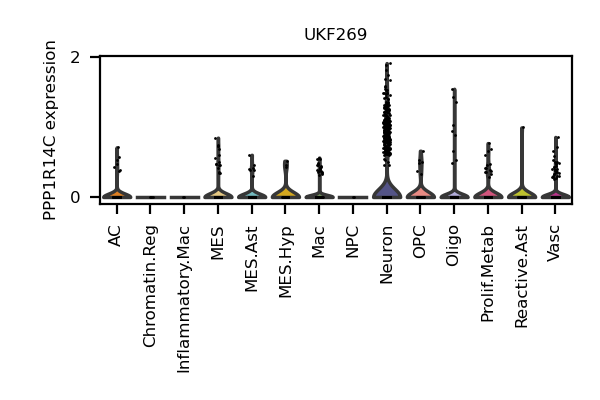 UKF269
PPP1R14C expression
2
0
AC
Chromatin.Reg
Inflammatory.Mac
MES
MES.Ast
MES.Hyp
Mac
NPC
Neuron
OPC
Oligo
Prolif.Metab
Reactive.Ast
Vasc